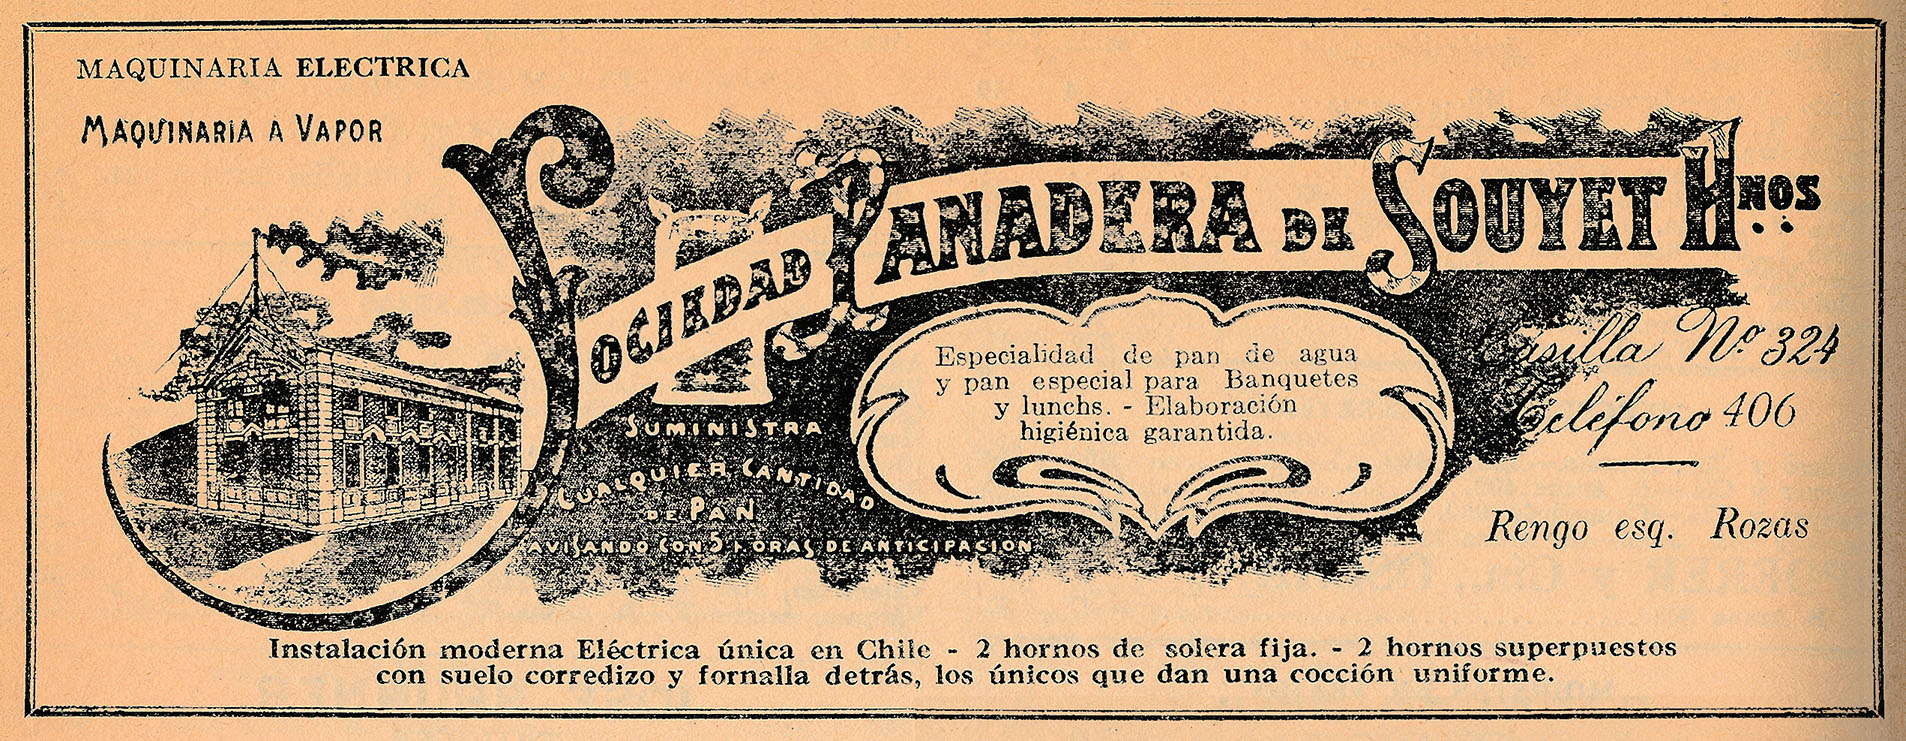 MAQUINARIA ELECTRICA
MAQUINARIA A VAPOR
SOCIEDAD PANADERA DE SOUYET HNOS
Especialidad de pan de agua
y pan especial para Banquetes
y lunchs. - Elaboración
higiénica garantida.
Casilla No. 324
Teléfono 406
SUMINISTRA
CUALQUIER CANTIDAD
DE PAN
AVISANDO CON 5 HORAS DE ANTICIPACION
Rengo esq. Rozas
Instalación moderna Eléctrica única en Chile - 2 hornos de solera fija. - 2 hornos superpuestos
con suelo corredizo y fornalla detrás, los únicos que dan una cocción uniforme.